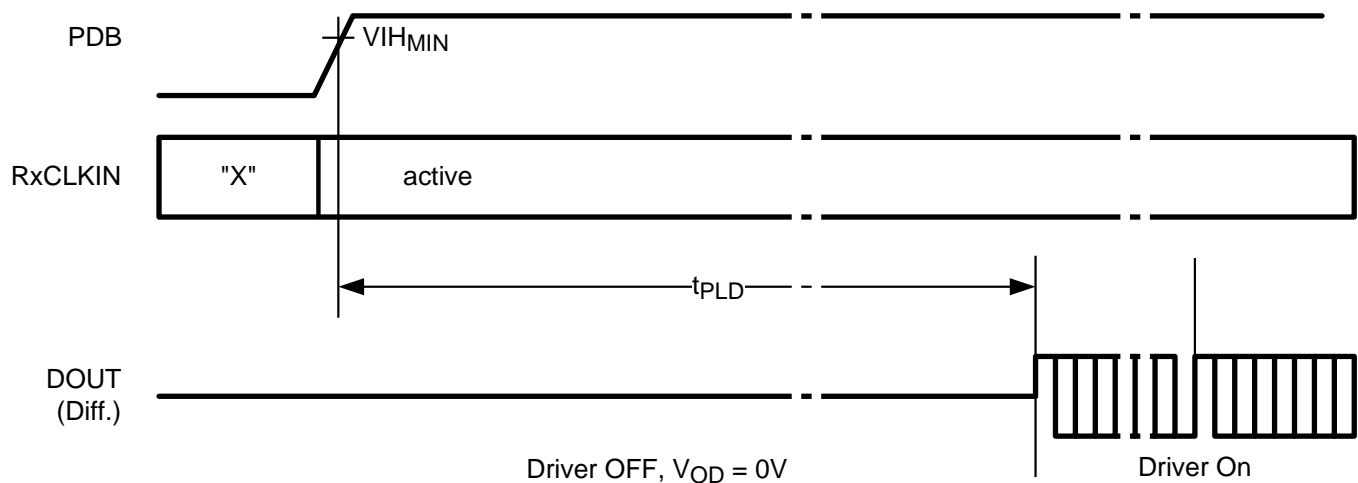 PDB
VIHMIN
RxCLKIN
"X"
active
tPLD
DOUT
(Diff.)
Driver OFF, VOD = 0V
Driver On